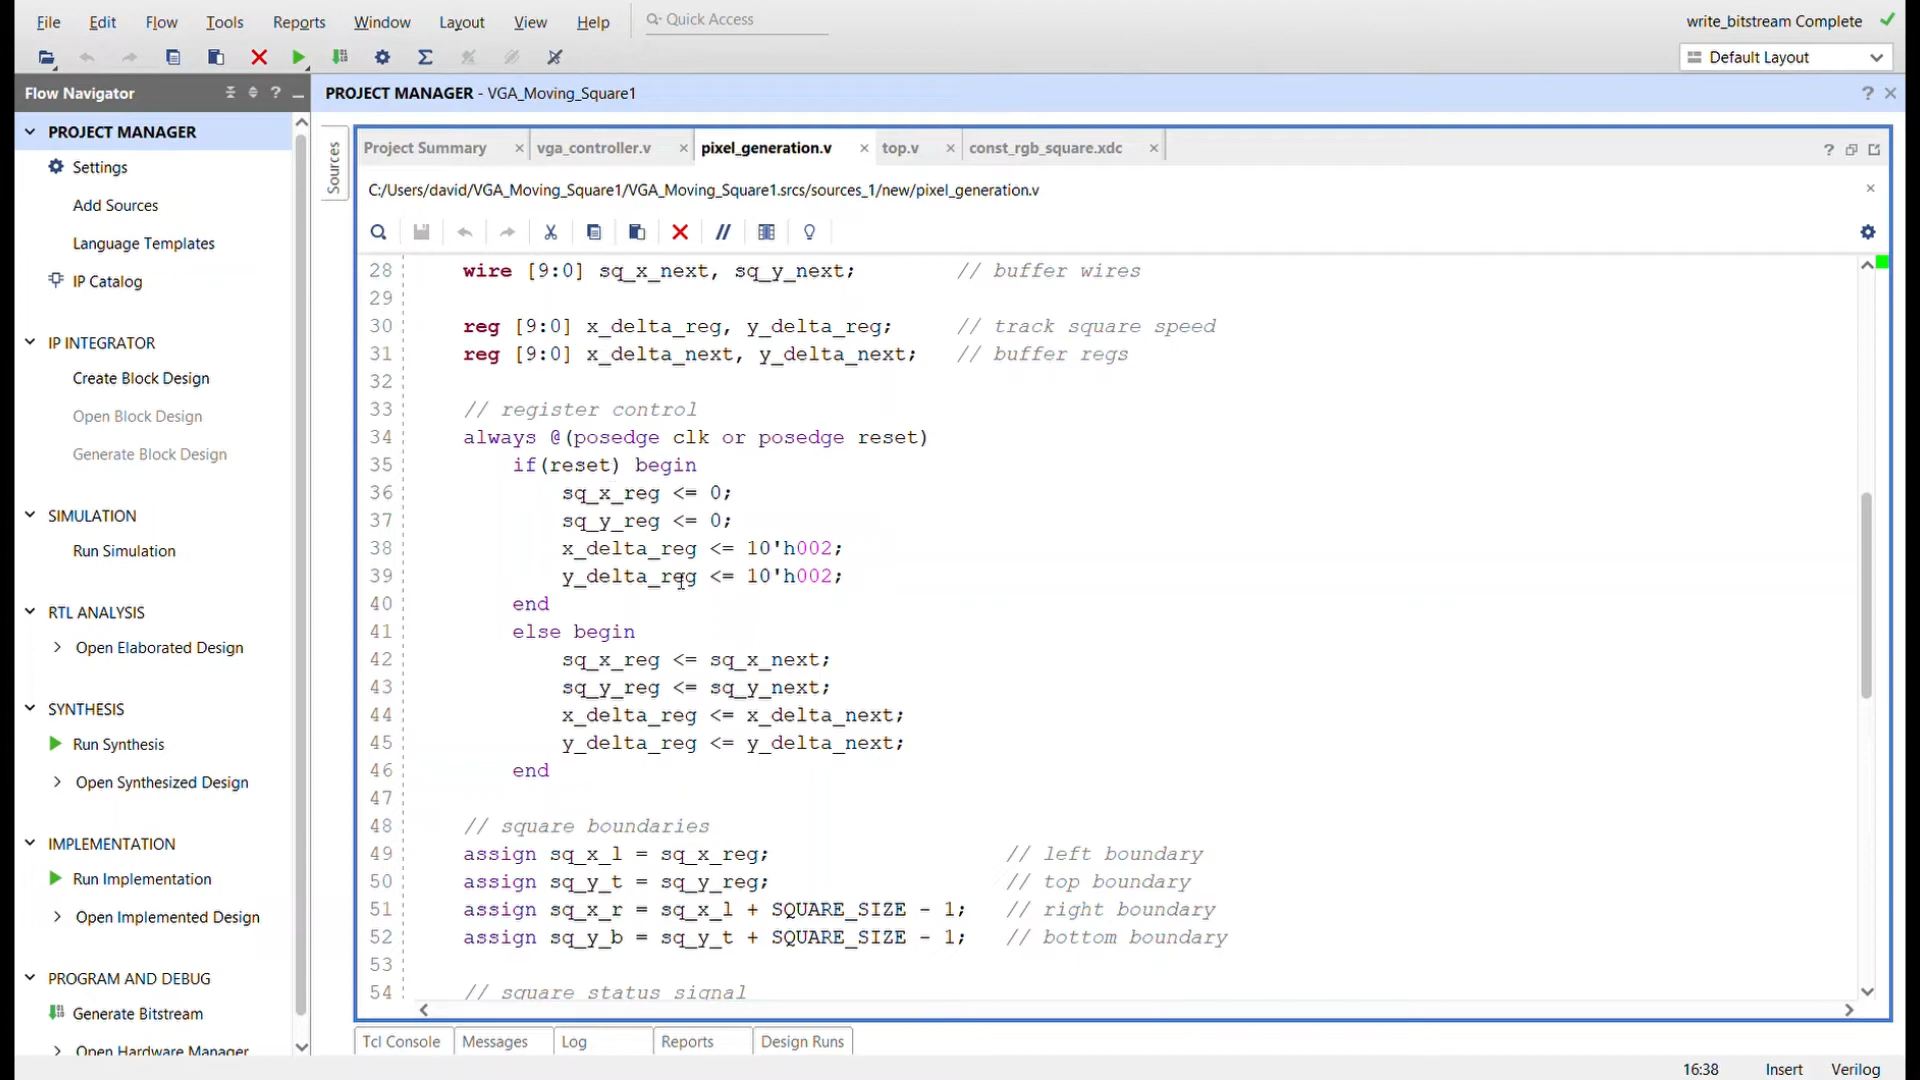 File Edit Flow Tools Reports Window Layout View Help Quick Access write_bitstream Complete
Default Layout
Flow Navigator ? PROJECT MANAGER - VGA_Moving_Square1 ?
PROJECT MANAGER
Settings
Add Sources
Language Templates
IP Catalog
IP INTEGRATOR
Create Block Design
Open Block Design
Generate Block Design
SIMULATION
Run Simulation
RTL ANALYSIS
Open Elaborated Design
SYNTHESIS
Run Synthesis
Open Synthesized Design
IMPLEMENTATION
Run Implementation
Open Implemented Design
PROGRAM AND DEBUG
Generate Bitstream
Open Hardware Manager
Sources
Project Summary vga_controller.v pixel_generation.v top.v const_rgb_square.xdc ?
C:/Users/david/VGA_Moving_Square1/VGA_Moving_Square1.srcs/sources_1/new/pixel_generation.v
28 wire [9:0] sq_x_next, sq_y_next; // buffer wires
29
30 reg [9:0] x_delta_reg, y_delta_reg; // track square speed
31 reg [9:0] x_delta_next, y_delta_next; // buffer regs
32
33 // register control
34 always @(posedge clk or posedge reset)
35 if(reset) begin
36 sq_x_reg <= 0;
37 sq_y_reg <= 0;
38 x_delta_reg <= 10'h002;
39 y_delta_reg <= 10'h002;
40 end
41 else begin
42 sq_x_reg <= sq_x_next;
43 sq_y_reg <= sq_y_next;
44 x_delta_reg <= x_delta_next;
45 y_delta_reg <= y_delta_next;
46 end
47
48 // square boundaries
49 assign sq_x_l = sq_x_reg; // left boundary
50 assign sq_y_t = sq_y_reg; // top boundary
51 assign sq_x_r = sq_x_l + SQUARE_SIZE - 1; // right boundary
52 assign sq_y_b = sq_y_t + SQUARE_SIZE - 1; // bottom boundary
53
54 // square status signal
Tcl Console Messages Log Reports Design Runs
16:38 Insert Verilog